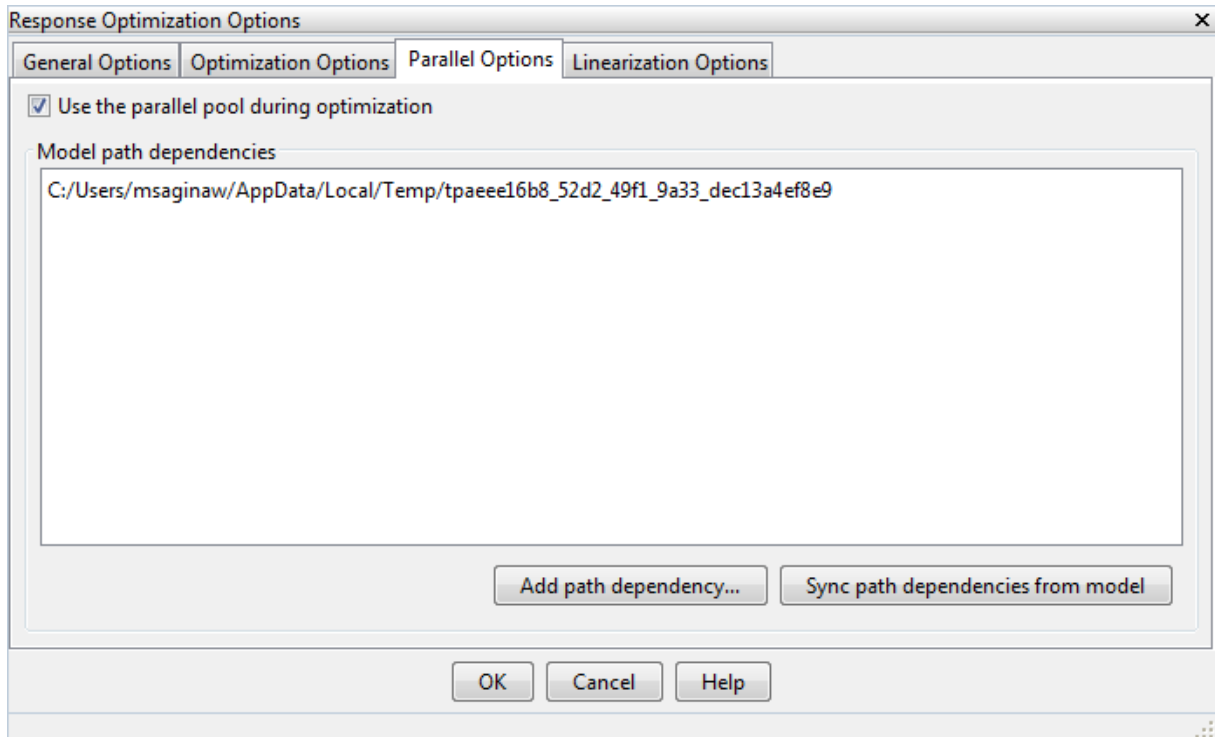 Response Optimization Options
General Options Optimization Options Parallel Options Linearization Options
Use the parallel pool during optimization
Model path dependencies
C:/Users/msaginaw/AppData/Local/Temp/tpaeee16b8_52d2_49f1_9a33_dec13a4ef8e9
Add path dependency... Sync path dependencies from model
OK Cancel Help